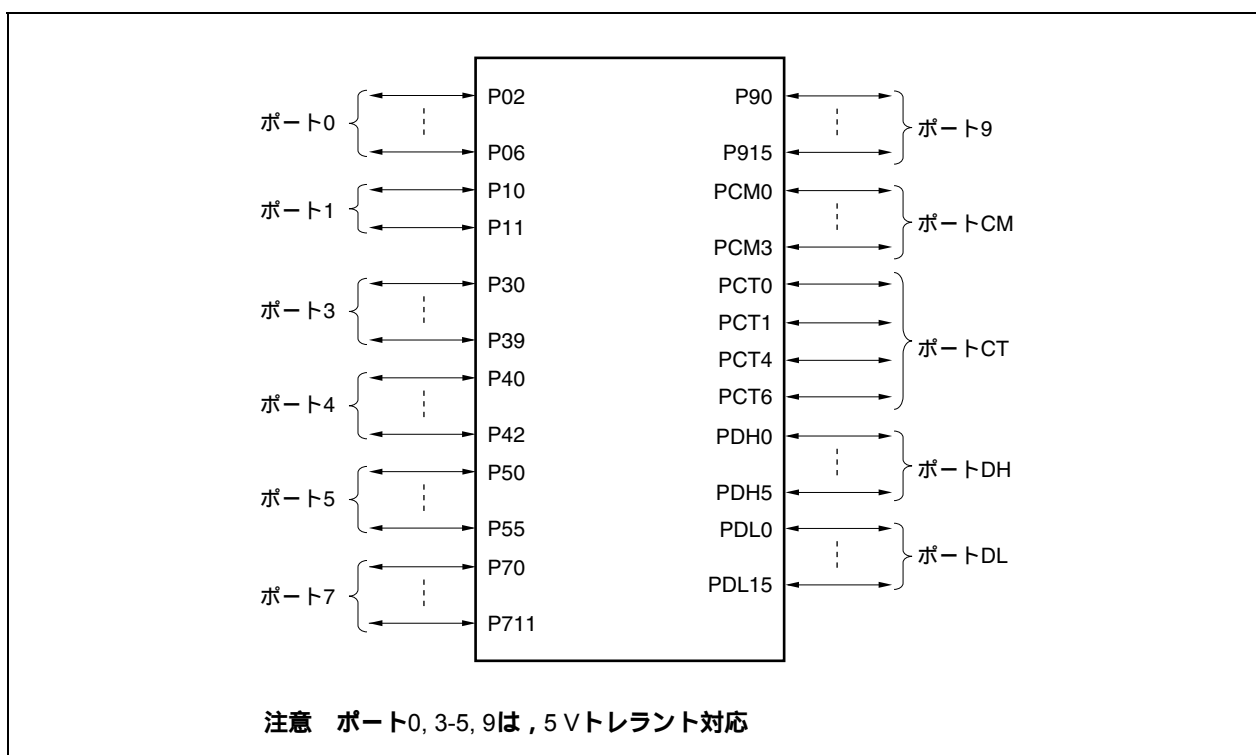 ポート0
P02
P06
ポート1
P10
P11
ポート3
P30
P39
ポート4
P40
P42
ポート5
P50
P55
ポート7
P70
P711
P90
P915
ポート9
PCM0
PCM3
ポートCM
PCT0
PCT1
PCT4
PCT6
ポートCT
PDH0
PDH5
ポートDH
PDL0
PDL15
ポートDL
注意　ポート0, 3-5, 9は，5 Vトレラント対応